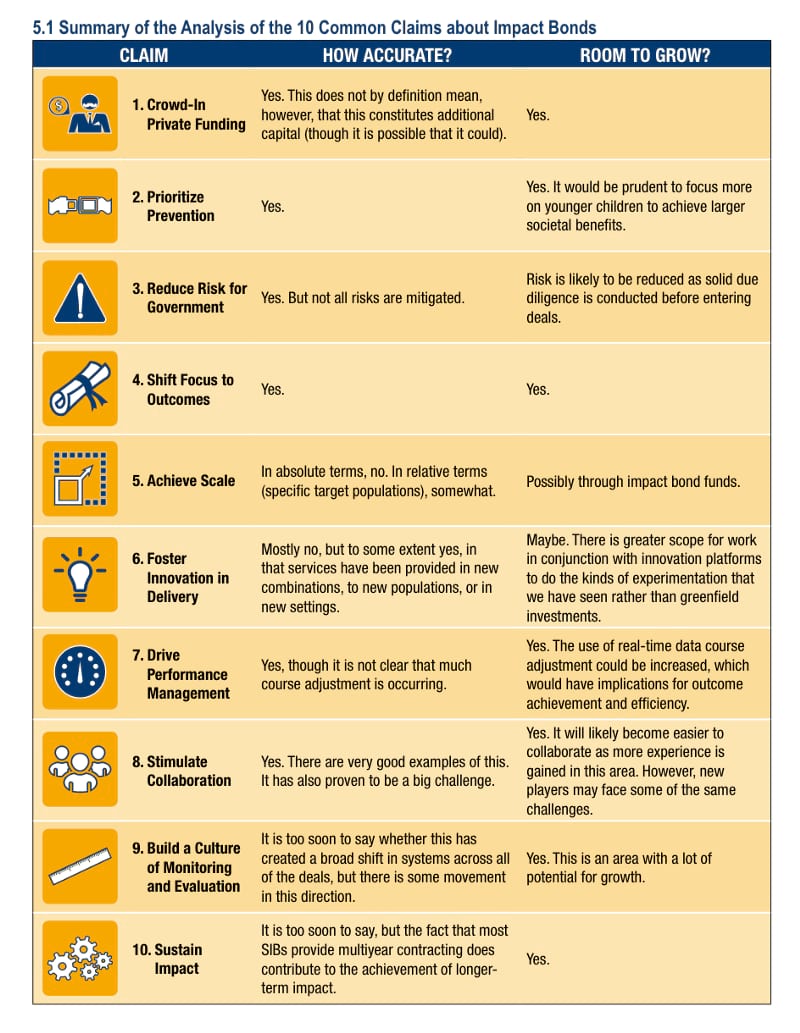 5.1 Summary of the Analysis of the 10 Common Claims about Impact Bonds
CLAIM
HOW ACCURATE?
ROOM TO GROW?
$
1. Crowd-In
Private Funding
Yes. This does not by definition mean,
however, that this constitutes additional
capital (though it is possible that it could).
Yes.
2. Prioritize
Prevention
Yes.
Yes. It would be prudent to focus more
on younger children to achieve larger
societal benefits.
3. Reduce Risk for
Government
Yes. But not all risks are mitigated.
Risk is likely to be reduced as solid due
diligence is conducted before entering
deals.
4. Shift Focus to
Outcomes
Yes.
Yes.
5. Achieve Scale
In absolute terms, no. In relative terms
(specific target populations), somewhat.
Possibly through impact bond funds.
6. Foster
Innovation in
Delivery
Mostly no, but to some extent yes, in
that services have been provided in new
combinations, to new populations, or in
new settings.
Maybe. There is greater scope for work
in conjunction with innovation platforms
to do the kinds of experimentation that
we have seen rather than greenfield
investments.
7. Drive
Performance
Management
Yes, though it is not clear that much
course adjustment is occurring.
Yes. The use of real-time data course
adjustment could be increased, which
would have implications for outcome
achievement and efficiency.
8. Stimulate
Collaboration
Yes. There are very good examples of this.
It has also proven to be a big challenge.
Yes. It will likely become easier to
collaborate as more experience is
gained in this area. However, new
players may face some of the same
challenges.
9. Build a Culture
of Monitoring
and Evaluation
It is too soon to say whether this has
created a broad shift in systems across all
of the deals, but there is some movement
in this direction.
Yes. This is an area with a lot of
potential for growth.
10. Sustain
Impact
It is too soon to say, but the fact that most
SIBs provide multiyear contracting does
contribute to the achievement of longer-
term impact.
Yes.